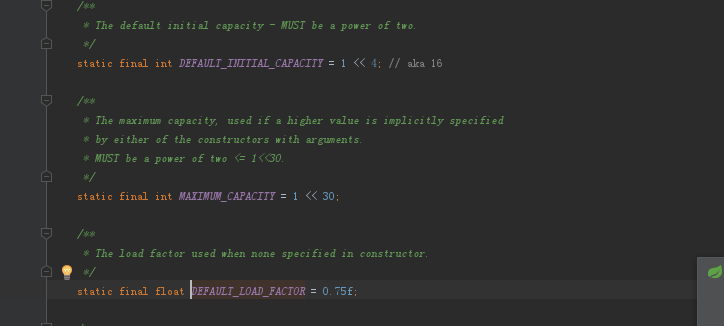 /**
* The default initial capacity - MUST be a power of two.
*/
static final int DEFAULT_INITIAL_CAPACITY = 1 << 4; // aka 16
/**
* The maximum capacity, used if a higher value is implicitly specified
* by either of the constructors with arguments.
* MUST be a power of two <= 1<<30.
*/
static final int MAXIMUM_CAPACITY = 1 << 30;
/**
* The load factor used when none specified in constructor.
*/
static final float DEFAULT_LOAD_FACTOR = 0.75f;